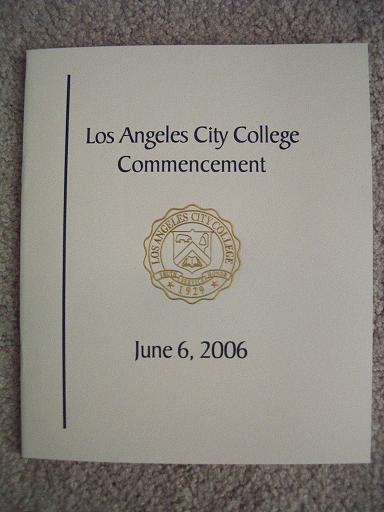 Los Angeles City College
Commencement
LOS ANGELES CITY COLLEGE
1929
June 6, 2006